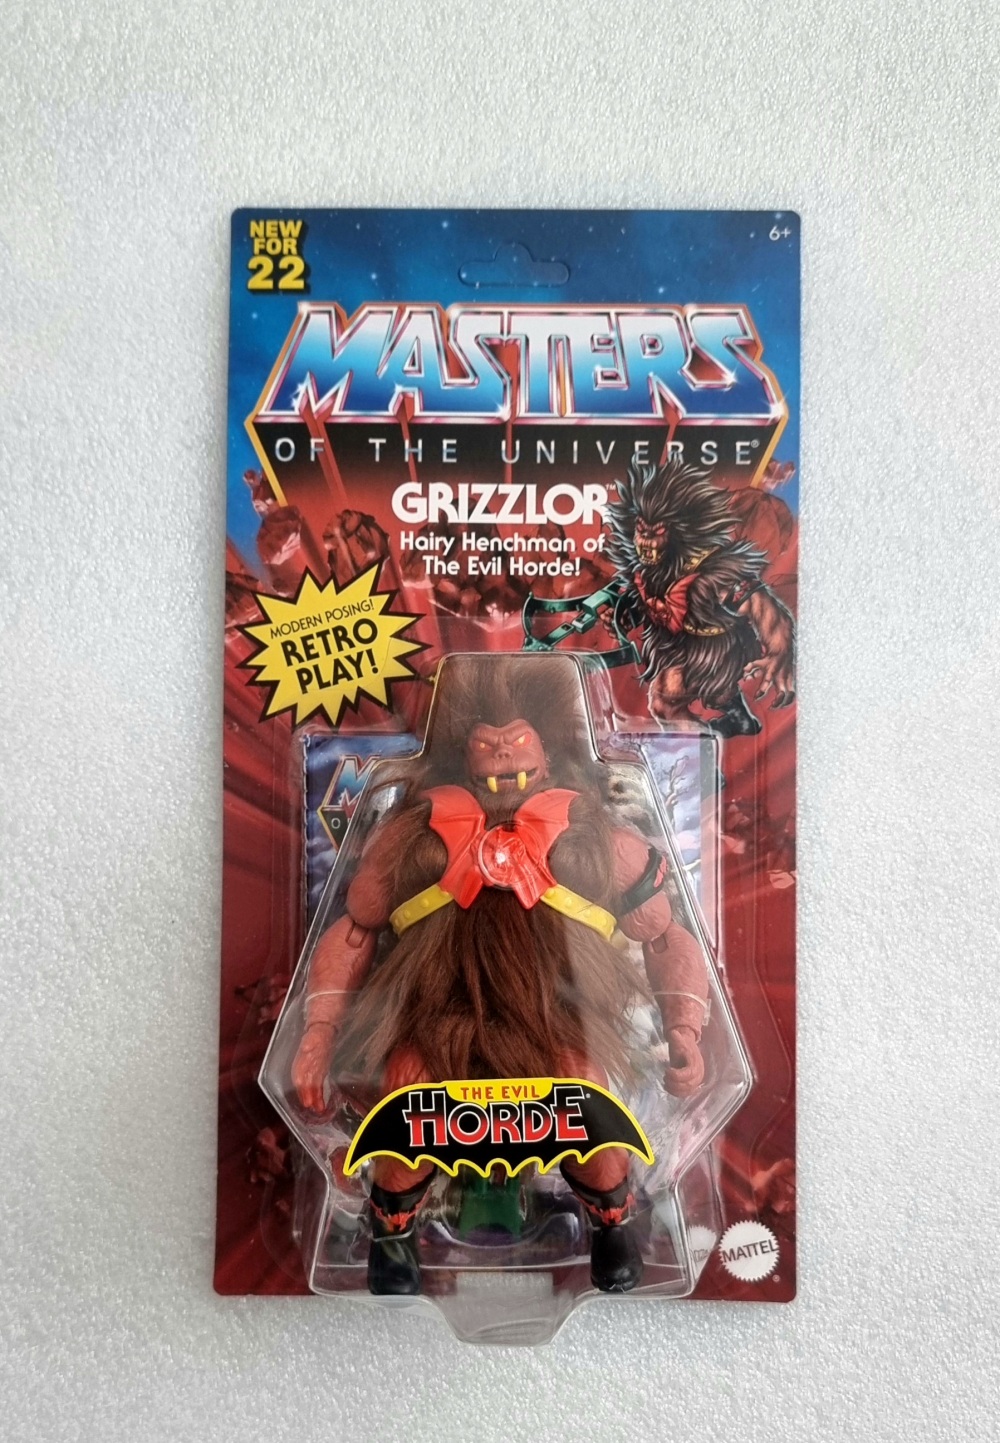 NEW
FOR
22
6+
MASTERS
OF THE UNIVERSE®
GRIZZLOR™
Hairy Henchman of
The Evil Horde!
MODERN POSING!
RETRO
PLAY!
M
O
THE EVIL
HORDE®
MATTEL®